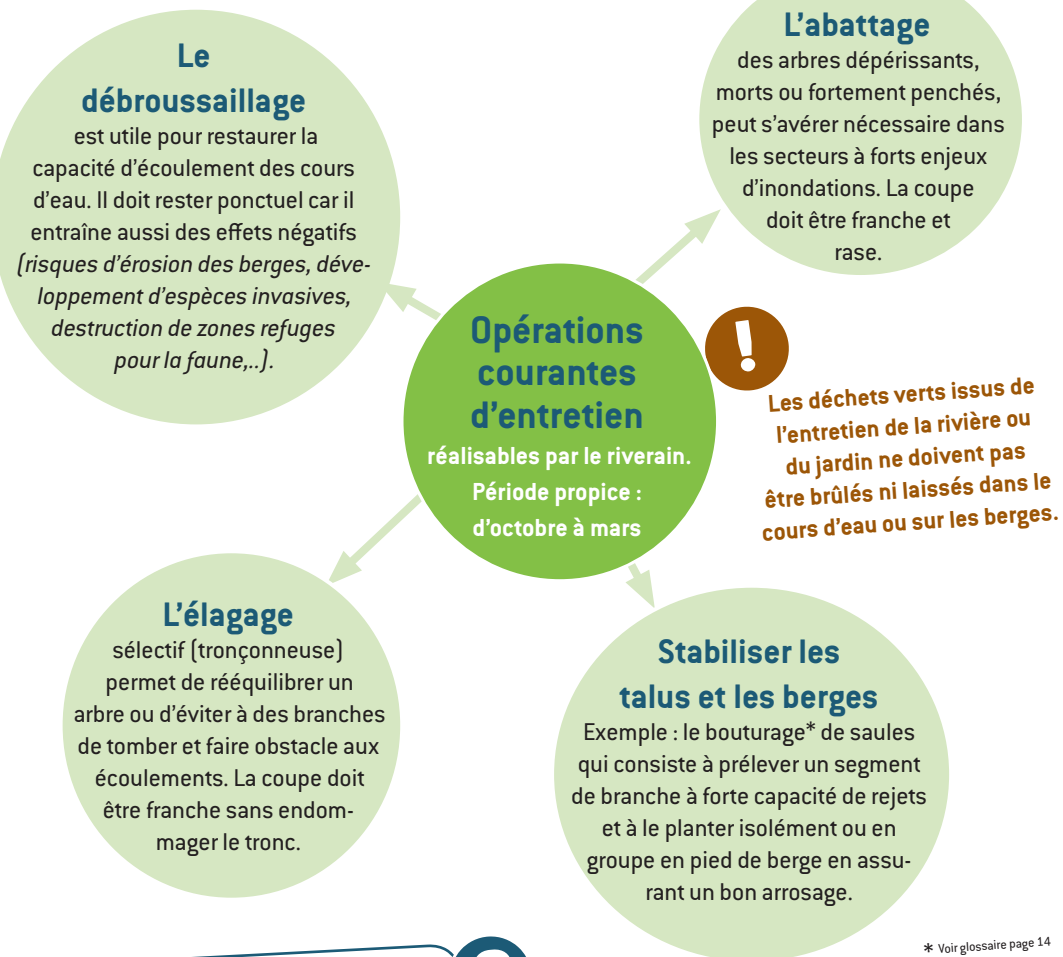 Le
débroussaillage
est utile pour restaurer la
capacité d'écoulement des cours
d'eau. Il doit rester ponctuel car il
entraîne aussi des effets négatifs
(risques d'érosion des berges, déve-
loppement d'espèces invasives,
destruction de zones refuges
pour la faune,..).
L'abattage
des arbres dépérissants,
morts ou fortement penchés,
peut s'avérer nécessaire dans
les secteurs à forts enjeux
d'inondations. La coupe
doit être franche et
rase.
Opérations
courantes
d'entretien
réalisables par le riverain.
Période propice :
d'octobre à mars
!
Les déchets verts issus de
l'entretien de la rivière ou
du jardin ne doivent pas
être brûlés ni laissés dans le
cours d'eau ou sur les berges.
L'élagage
sélectif (tronçonneuse)
permet de rééquilibrer un
arbre ou d'éviter à des branches
de tomber et faire obstacle aux
écoulements. La coupe doit
être franche sans endom-
mager le tronc.
Stabiliser les
talus et les berges
Exemple : le bouturage* de saules
qui consiste à prélever un segment
de branche à forte capacité de rejets
et à le planter isolément ou en
groupe en pied de berge en assu-
rant un bon arrosage.
* Voir glossaire page 14